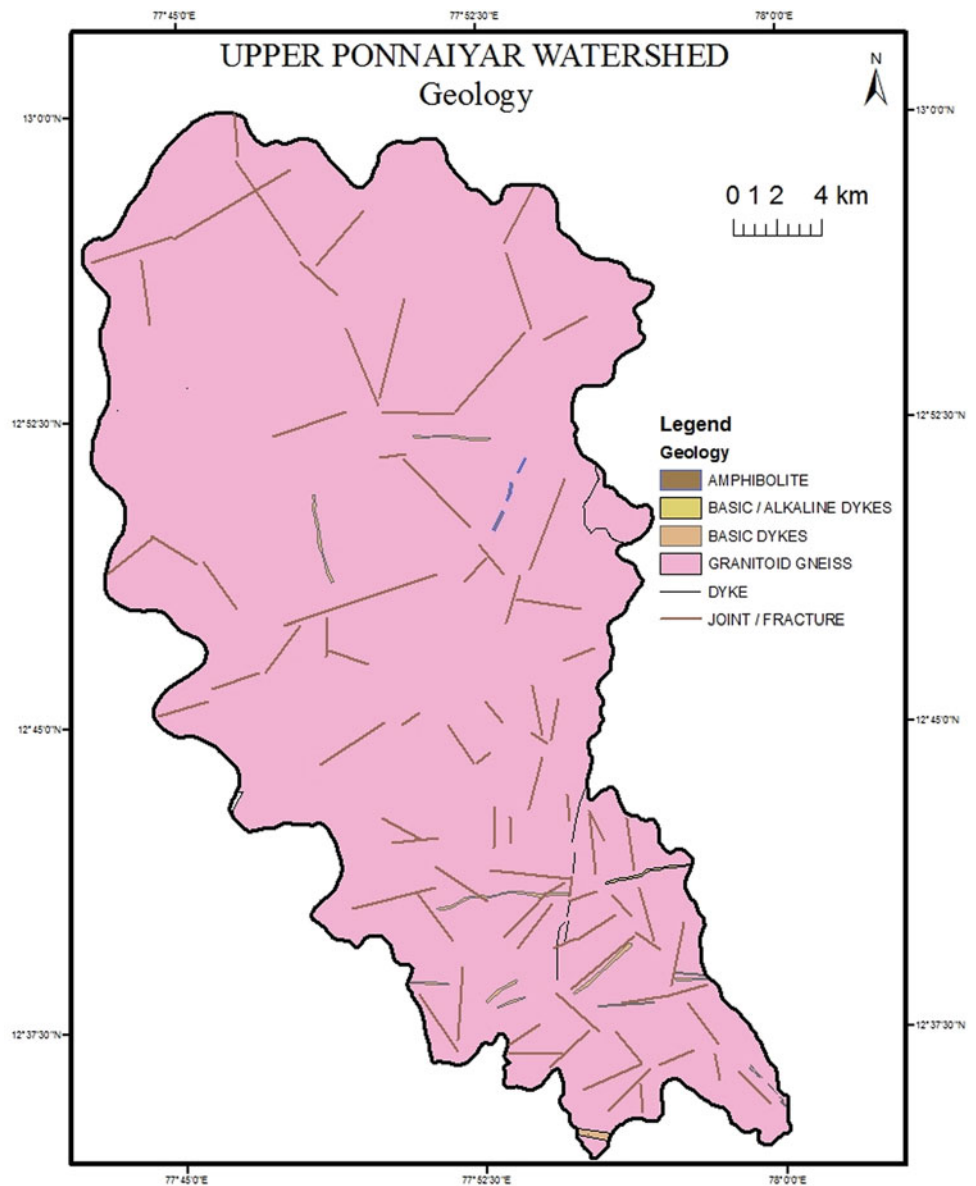 77°45'0"E 77°52'30"E 78°0'0"E
UPPER PONNAIYAR WATERSHED
Geology
N
13°0'0"N 13°0'0"N
0 1 2 4 km
12°52'30"N 12°52'30"N
Legend
Geology
AMPHIBOLITE
BASIC / ALKALINE DYKES
BASIC DYKES
GRANITOID GNEISS
DYKE
JOINT / FRACTURE
12°45'0"N 12°45'0"N
12°37'30"N 12°37'30"N
77°45'0"E 77°52'30"E 78°0'0"E